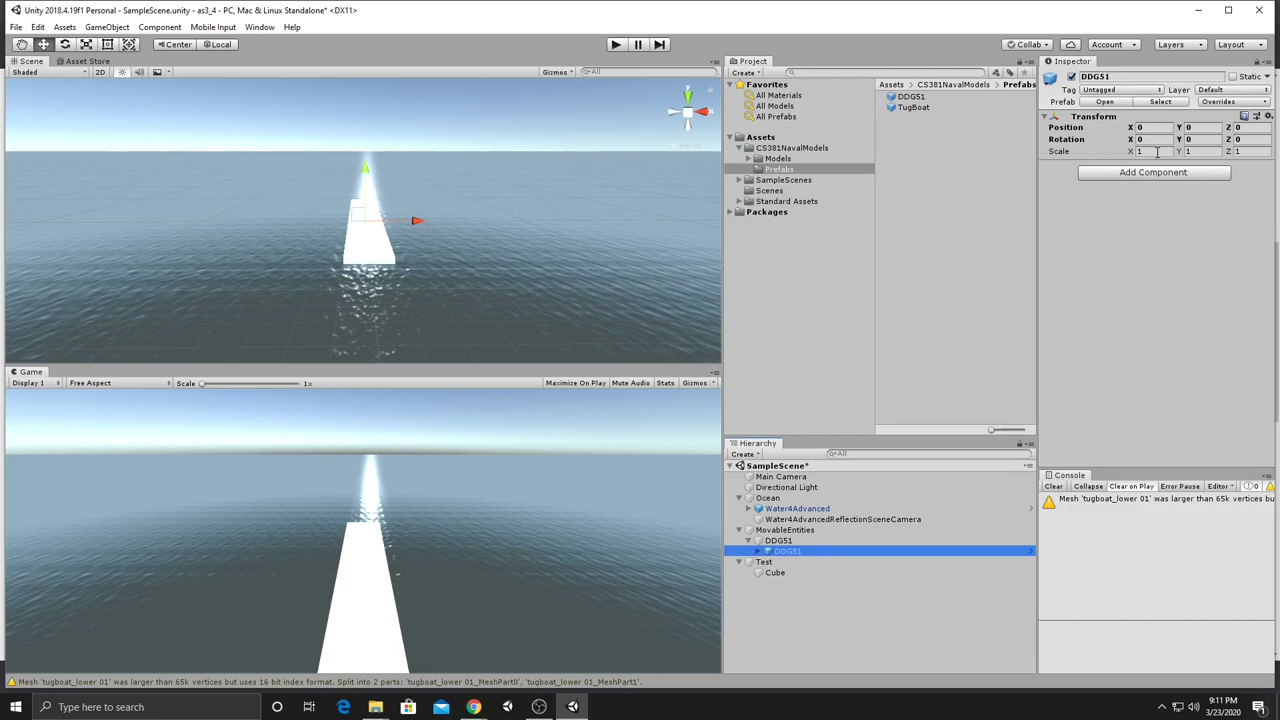 Unity 2018.4.19f1 Personal - SampleScene.unity - as3_4 - PC, Mac & Linux Standalone* <DX11>
File Edit Assets GameObject Component Mobile Input Window Help
Center Local Collab Account Layers Layout
Scene Asset Store
Shaded 2D Gizmos All
y x
Persp
Game
Display 1 Free Aspect Scale 1x Maximize On Play Mute Audio Stats Gizmos
Project
Create
Favorites
All Materials
All Models
All Prefabs
Assets
CS381NavalModels
Models
Prefabs
SampleScenes
Scenes
Standard Assets
Packages
Assets CS381NavalModels Prefabs
DDG51
TugBoat
Hierarchy
Create All
SampleScene*
Main Camera
Directional Light
Ocean
Water4Advanced
Water4AdvancedReflectionSceneCamera
MovableEntities
DDG51
DDG51
Test
Cube
Inspector
DDG51 Static
Tag Untagged Layer Default
Prefab Open Select Overrides
Transform
Position X 0 Y 0 Z 0
Rotation X 0 Y 0 Z 0
Scale X 1 Y 1 Z 1
Add Component
Console
Clear Collapse Clear on Play Error Pause Editor 0
Mesh 'tugboat_lower 01' was larger than 65k vertices bu
Mesh 'tugboat_lower 01' was larger than 65k vertices but uses 16 bit index format. Split into 2 parts: 'tugboat_lower 01_MeshPart0', 'tugboat_lower 01_MeshPart1'.
Type here to search
9:11 PM
3/23/2020